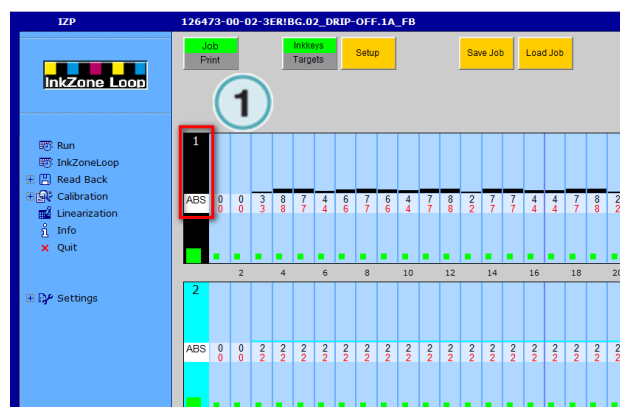 IZP
126473-00-02-3ER!BG.02_DRIP-OFF.1A_FB
Job
Print
Inkkeys
Targets
Setup
Save Job
Load Job
InkZone Loop
1
Run
InkZoneLoop
Read Back
Calibration
Linearization
Info
Quit
Settings
1
ABS 0 0 3 8 7 4 6 7 6 4 7 8 2 7 7 4 4 7 8 2
0 0 3 8 7 4 6 7 6 4 7 8 2 7 7 4 4 7 8 2
2 4 6 8 10 12 14 16 18 20
2
ABS 0 0 2 2 2 2 2 2 2 2 2 2 2 2 2 2 2 2 2 2
0 0 2 2 2 2 2 2 2 2 2 2 2 2 2 2 2 2 2 2